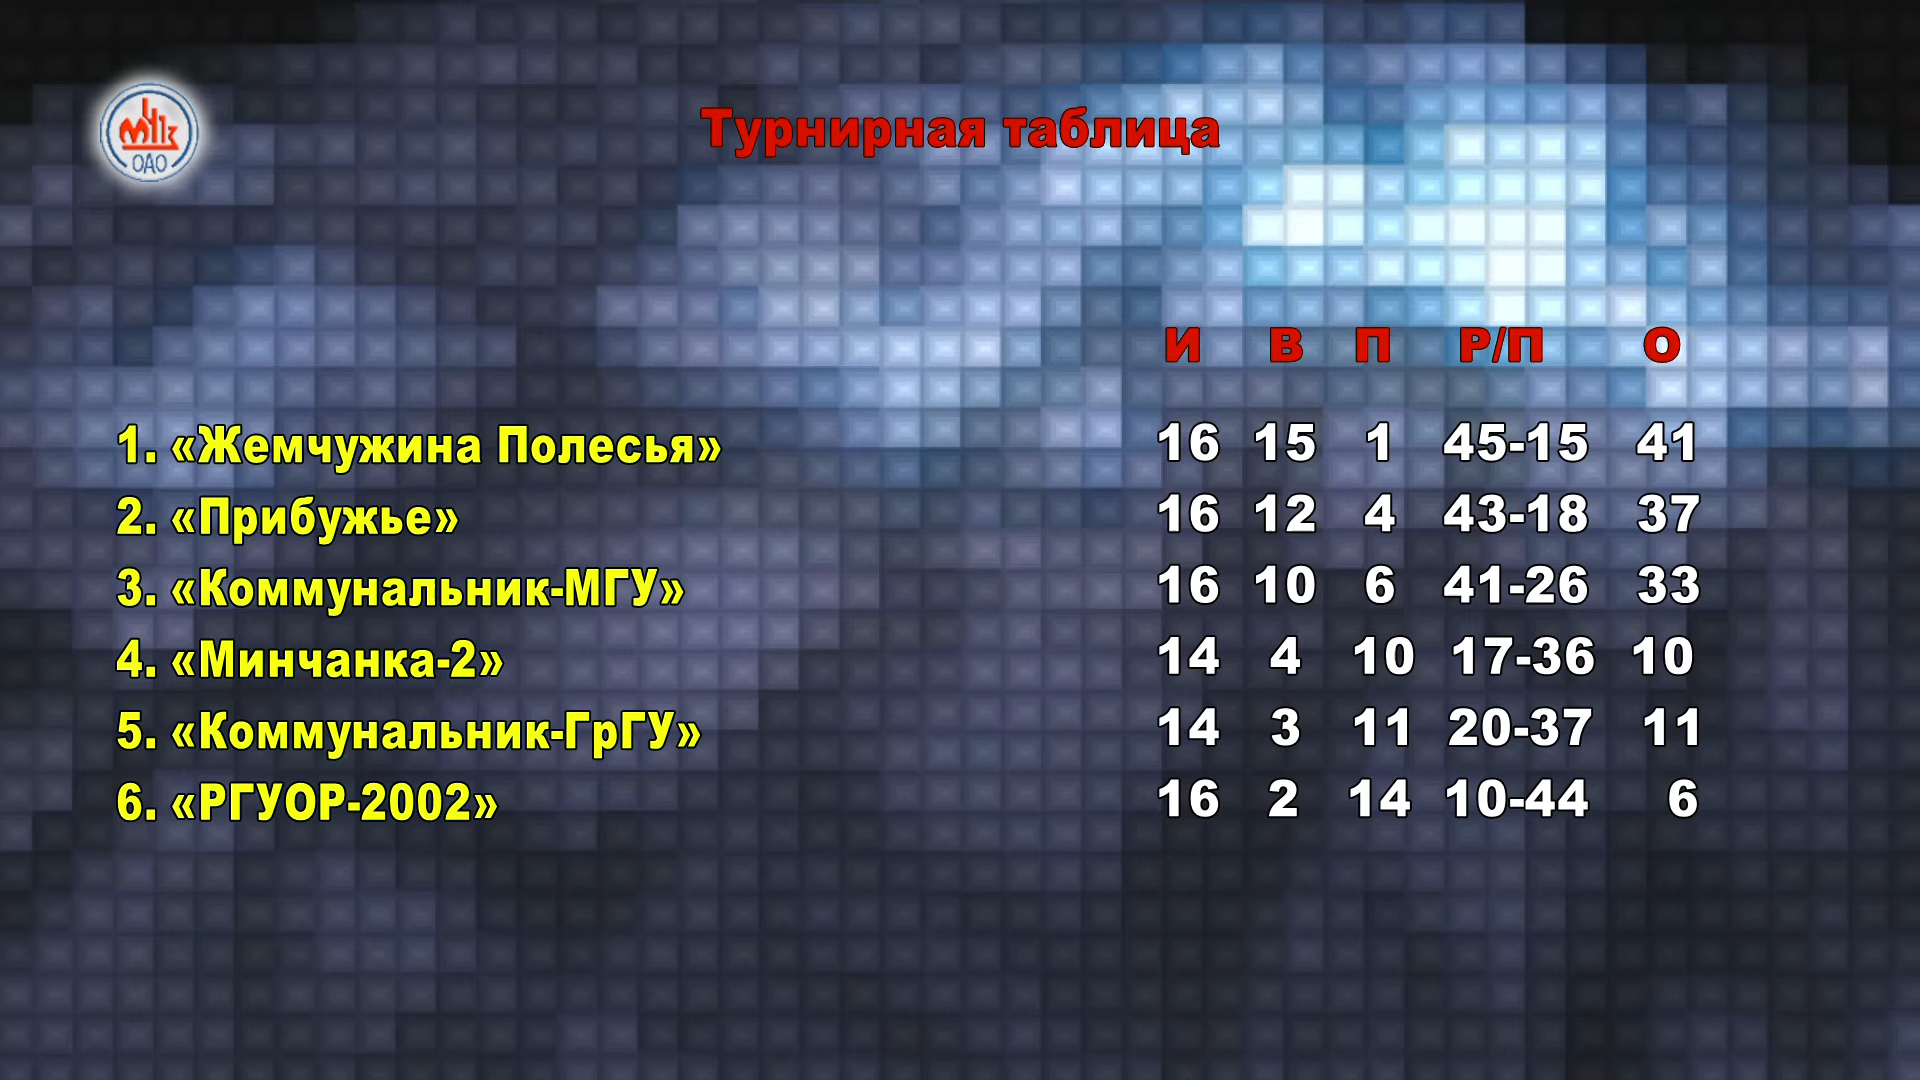 мчпк
ОАО
Турнирная таблица
И В П Р/П О
1. «Жемчужина Полесья» 16 15 1 45-15 41
2. «Прибужье» 16 12 4 43-18 37
3. «Коммунальник-МГУ» 16 10 6 41-26 33
4. «Минчанка-2» 14 4 10 17-36 10
5. «Коммунальник-ГрГУ» 14 3 11 20-37 11
6. «РГУОР-2002» 16 2 14 10-44 6